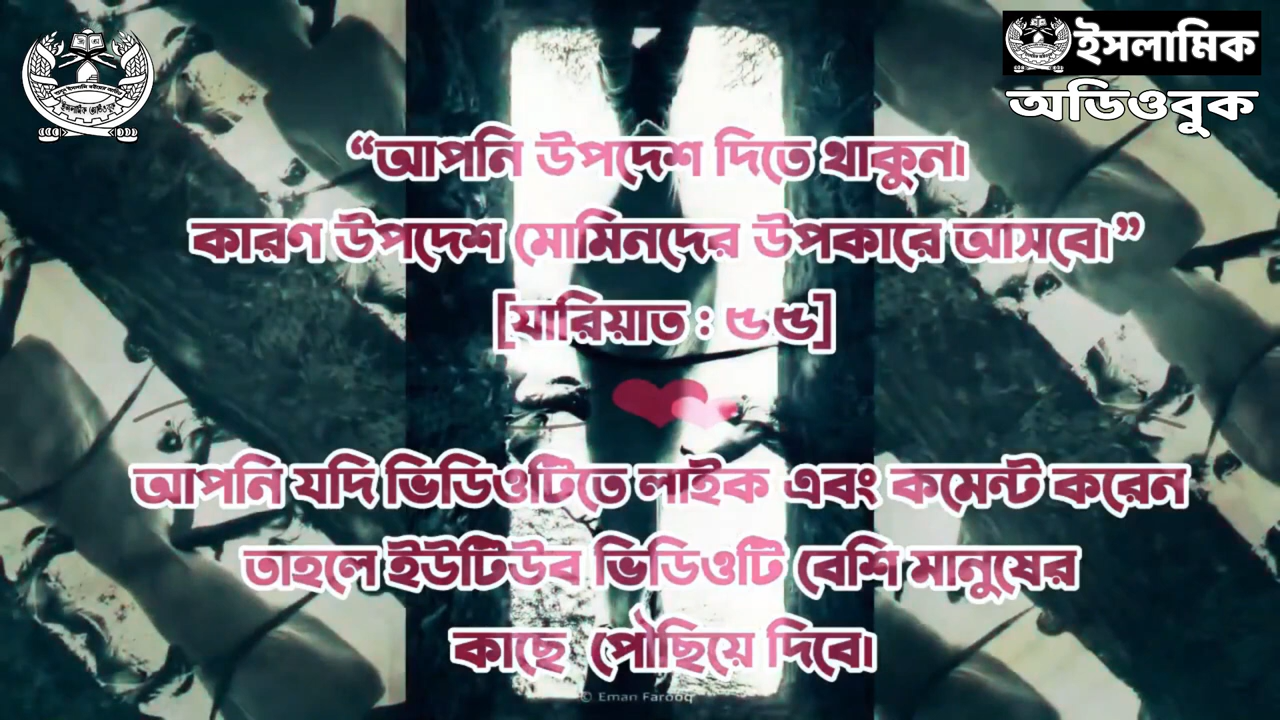 ইসলামিক
অডিওবুক
“আপনি উপদেশ দিতে থাকুন।
কারণ উপদেশ মোমিনদের উপকারে আসবে।”
[যারিয়াত : ৫৫]
আপনি যদি ভিডিওটিতে লাইক এবং কমেন্ট করেন
তাহলে ইউটিউব ভিডিওটি বেশি মানুষের
কাছে পৌছিয়ে দিবে।
© Eman Farooq